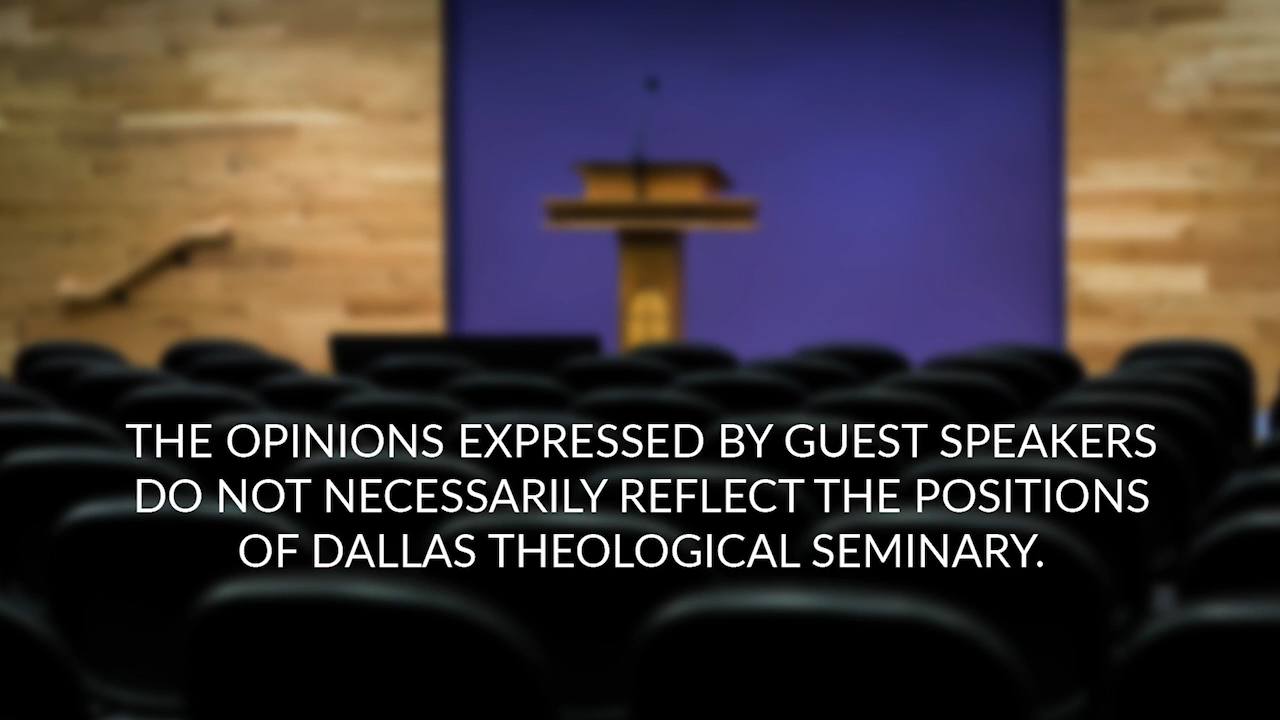 THE OPINIONS EXPRESSED BY GUEST SPEAKERS
DO NOT NECESSARILY REFLECT THE POSITIONS
OF DALLAS THEOLOGICAL SEMINARY.